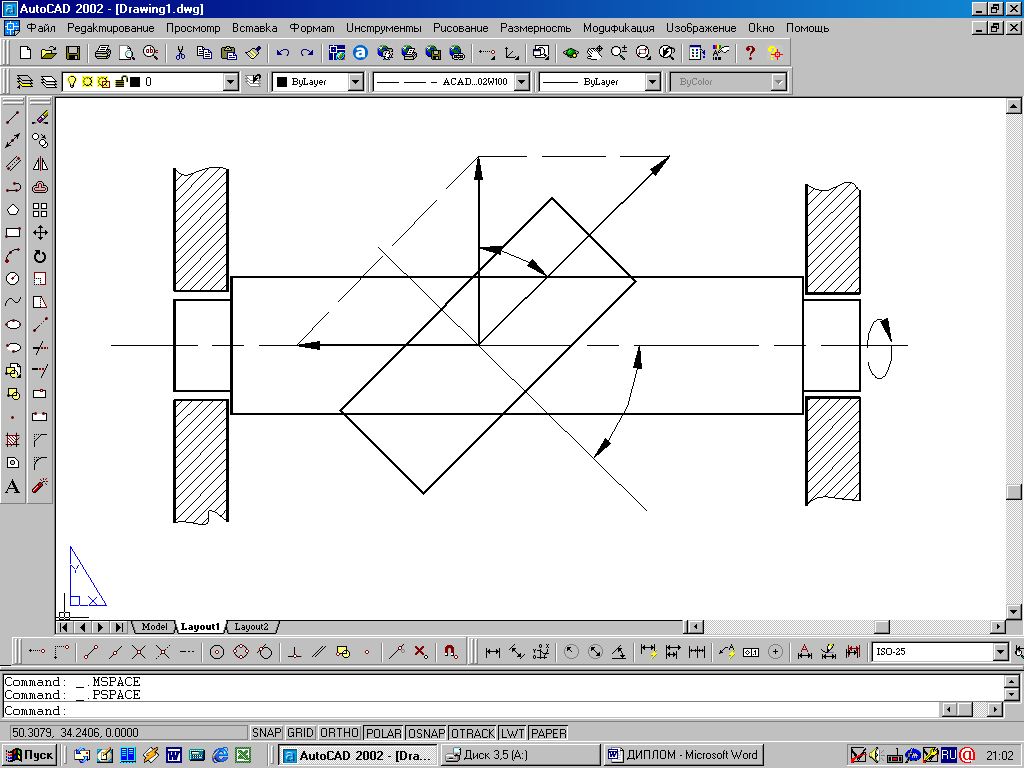 AutoCAD 2002 - [Drawing1.dwg]
Файл Редактирование Просмотр Вставка Формат Инструменты Рисование Размерность Модификация Изображение Окно Помощь
0 ByLayer ACAD...02W100 ByLayer ByColor
A
Y
X
Model Layout1 Layout2
ISO-25
Command: _.MSPACE
Command: _.PSPACE
Command:
50.3079, 34.2406, 0.0000 SNAP GRID ORTHO POLAR OSNAP OTRACK LWT PAPER
Пуск AutoCAD 2002 - [Dra... Диск 3,5 (A:) ДИПЛОМ - Microsoft Word RU 21:02